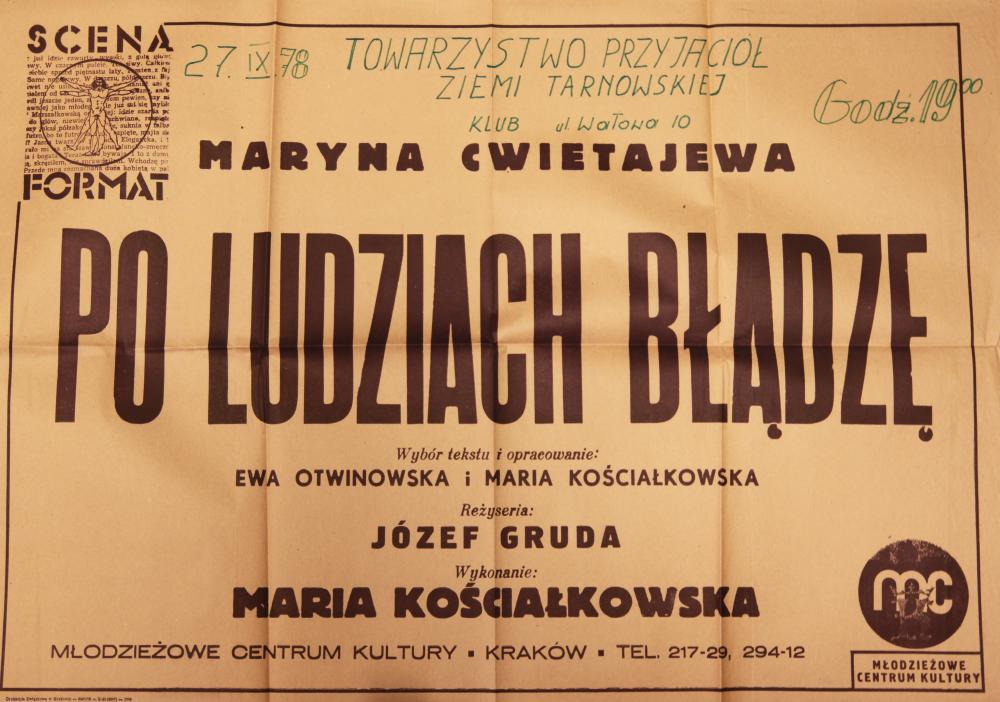 SCENA
FORMAT
27.IX.78
TOWARZYSTWO PRZYJACIÓŁ
ZIEMI TARNOWSKIEJ
KLUB ul. Wałowa 10
Godź.19⁰⁰
MARYNA CWIETAJEWA
PO LUDZIACH BŁĄDZĘ
Wybór tekstu i opracowanie:
EWA OTWINOWSKA i MARIA KOŚCIAŁKOWSKA
Reżyseria:
JÓZEF GRUDA
Wykonanie:
MARIA KOŚCIAŁKOWSKA
MŁODZIEŻOWE CENTRUM KULTURY ▪ KRAKÓW ▪ TEL. 217-29, 294-12
mc
MŁODZIEŻOWE
CENTRUM KULTURY